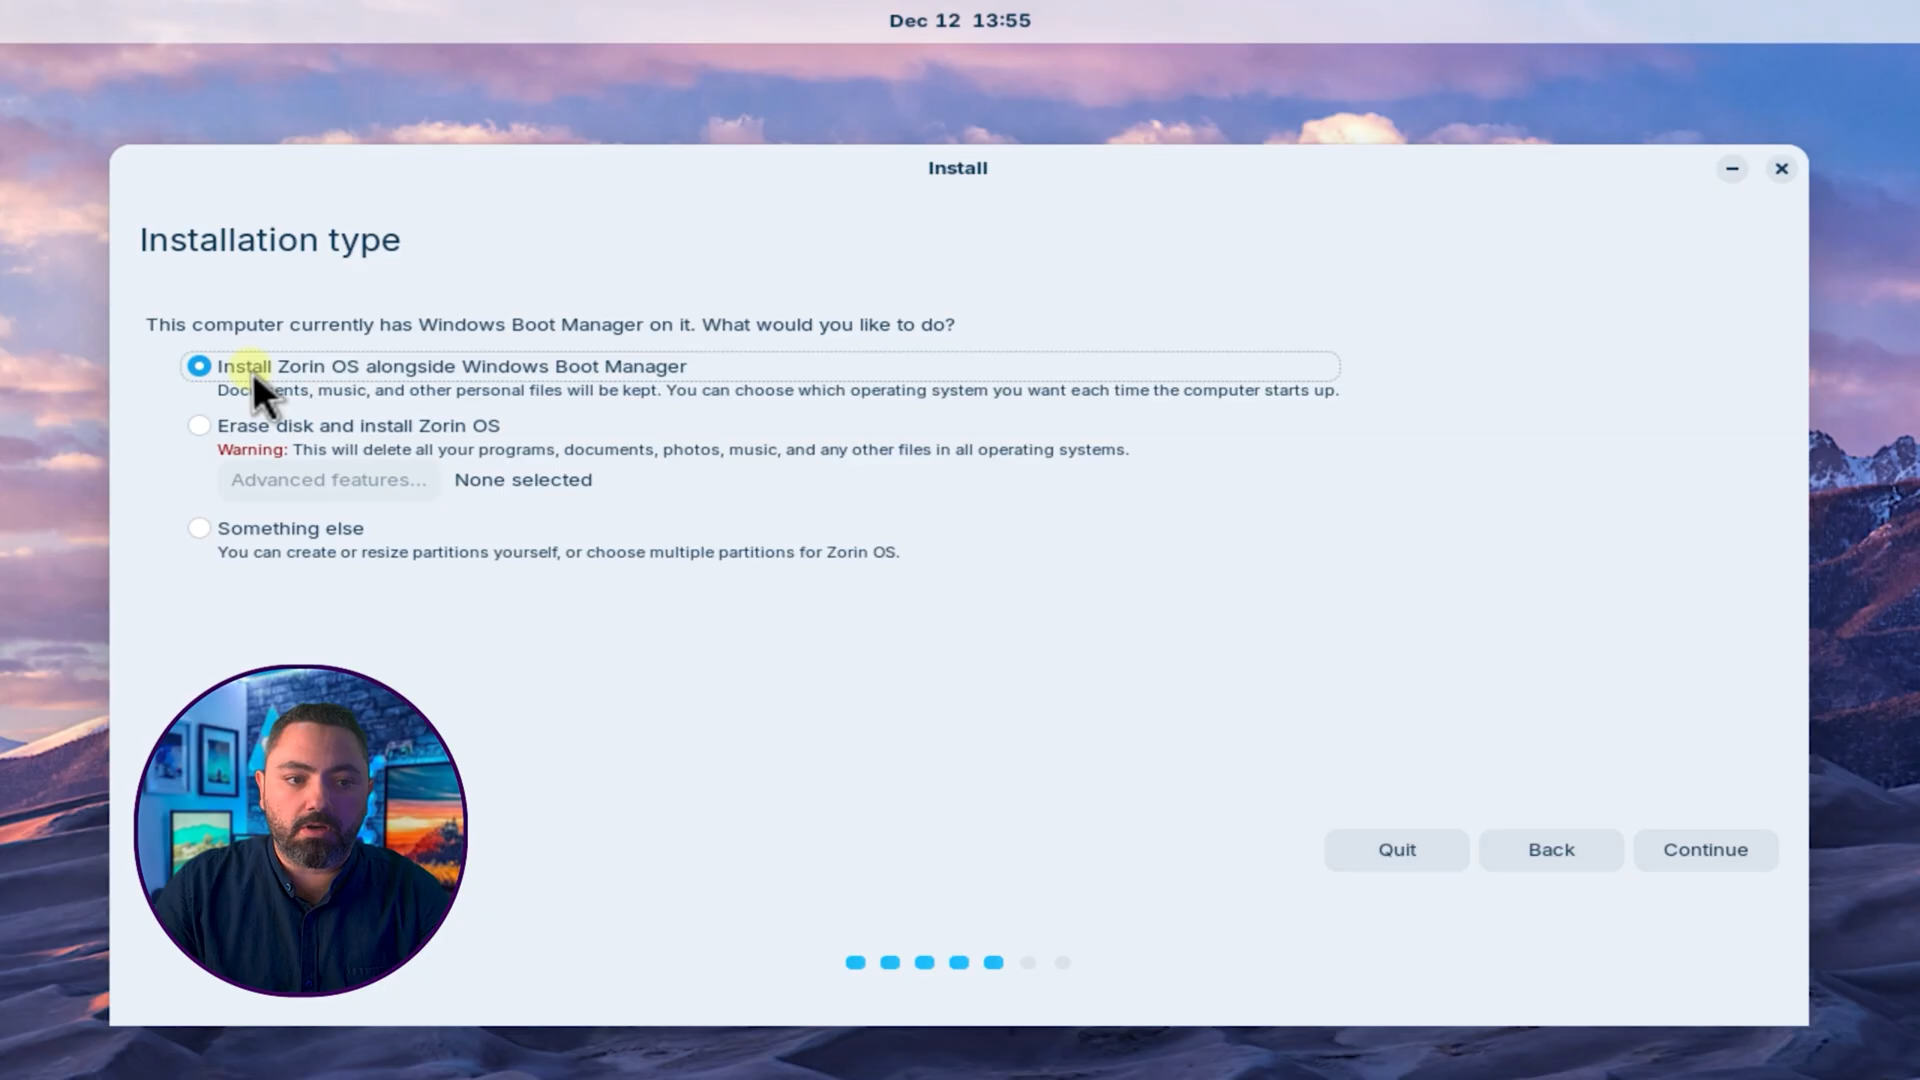 Dec 12 13:55
Install
Installation type
This computer currently has Windows Boot Manager on it. What would you like to do?
Install Zorin OS alongside Windows Boot Manager
Documents, music, and other personal files will be kept. You can choose which operating system you want each time the computer starts up.
Erase disk and install Zorin OS
Warning: This will delete all your programs, documents, photos, music, and any other files in all operating systems.
Advanced features... None selected
Something else
You can create or resize partitions yourself, or choose multiple partitions for Zorin OS.
Quit Back Continue